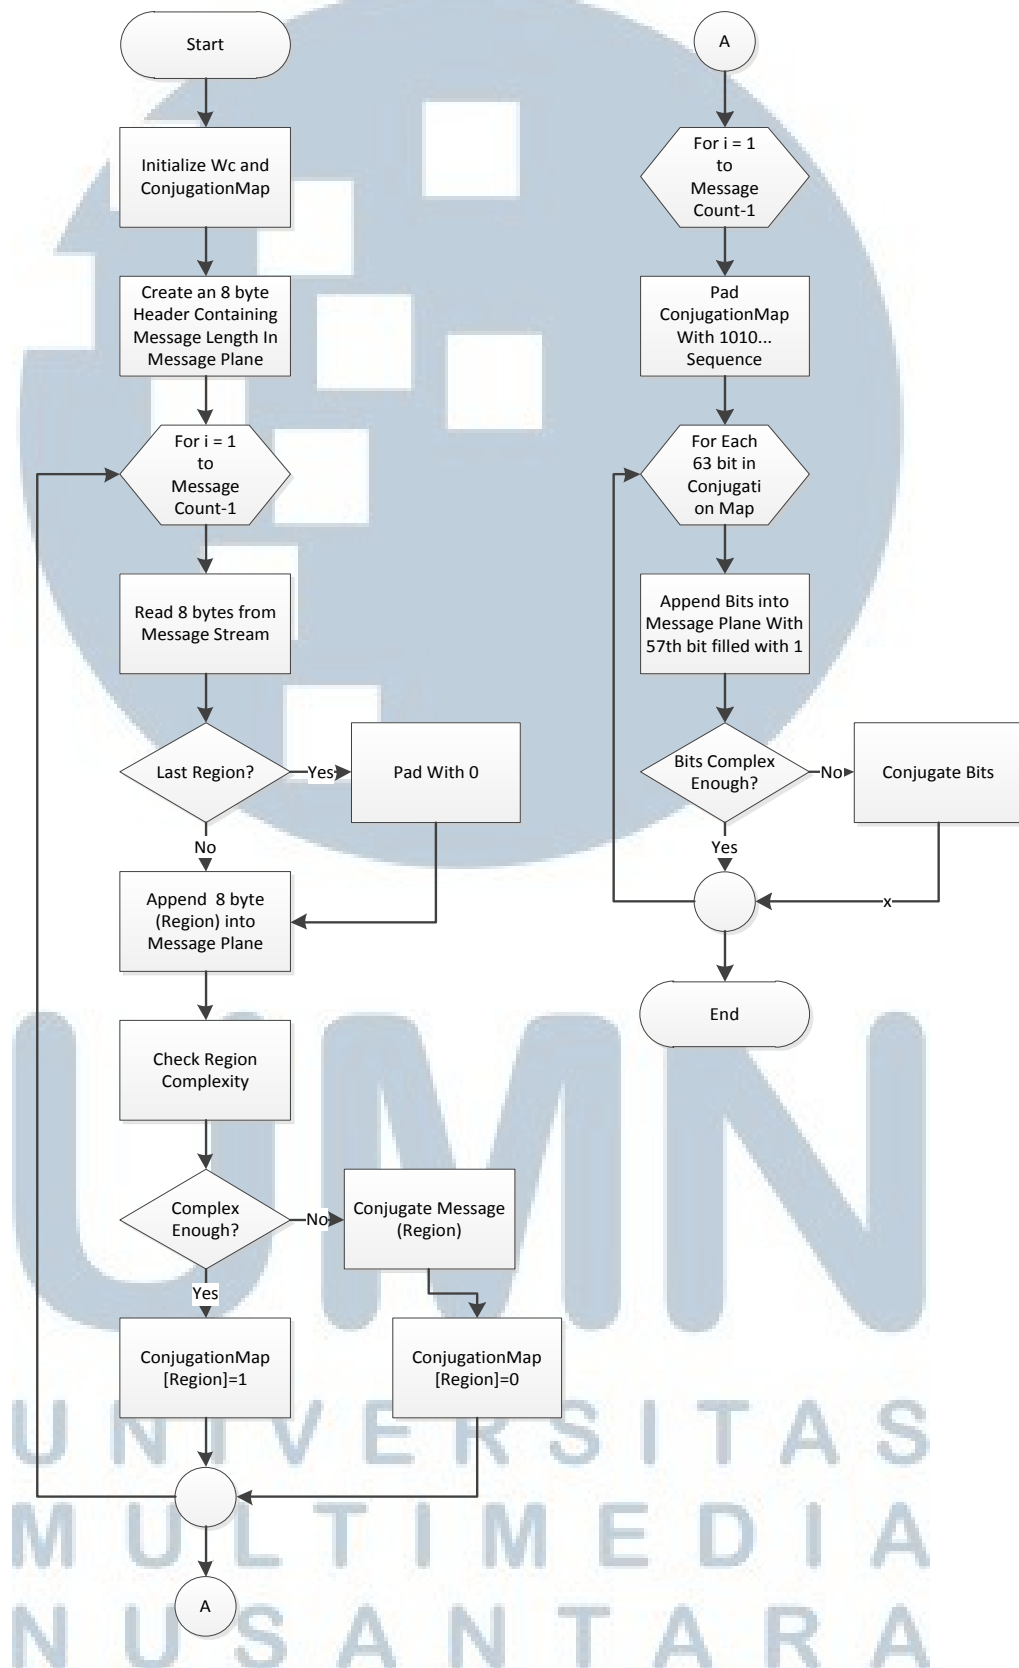 Start
Initialize Wc and
ConjugationMap
Create an 8 byte
Header Containing
Message Length In
Message Plane
For i = 1
to
Message
Count-1
Read 8 bytes from
Message Stream
Last Region?
Yes
Pad With 0
No
Append  8 byte
(Region) into
Message Plane
Check Region
Complexity
Complex
Enough?
No
Conjugate Message
(Region)
Yes
ConjugationMap
[Region]=1
ConjugationMap
[Region]=0
A
A
For i = 1
to
Message
Count-1
Pad
ConjugationMap
With 1010...
Sequence
For Each
63 bit in
Conjugati
on Map
Append Bits into
Message Plane With
57th bit filled with 1
Bits Complex
Enough?
No
Conjugate Bits
Yes
x
End
UMN
UNIVERSITAS
MULTIMEDIA
NUSANTARA